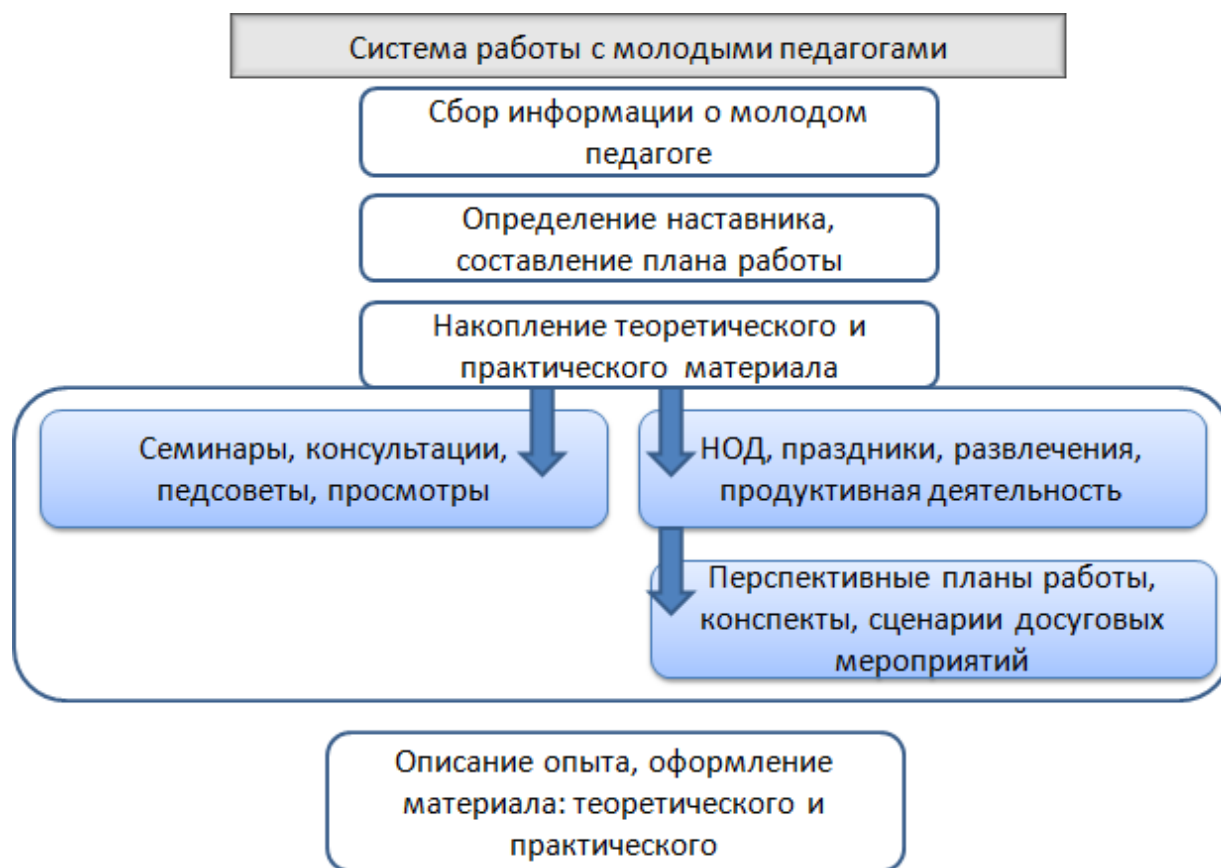 Система работы с молодыми педагогами
Сбор информации о молодом
педагоге
Определение наставника,
составление плана работы
Накопление теоретического и
практического материала
Семинары, консультации,
педсоветы, просмотры
НОД, праздники, развлечения,
продуктивная деятельность
Перспективные планы работы,
конспекты, сценарии досуговых
мероприятий
Описание опыта, оформление
материала: теоретического и
практического